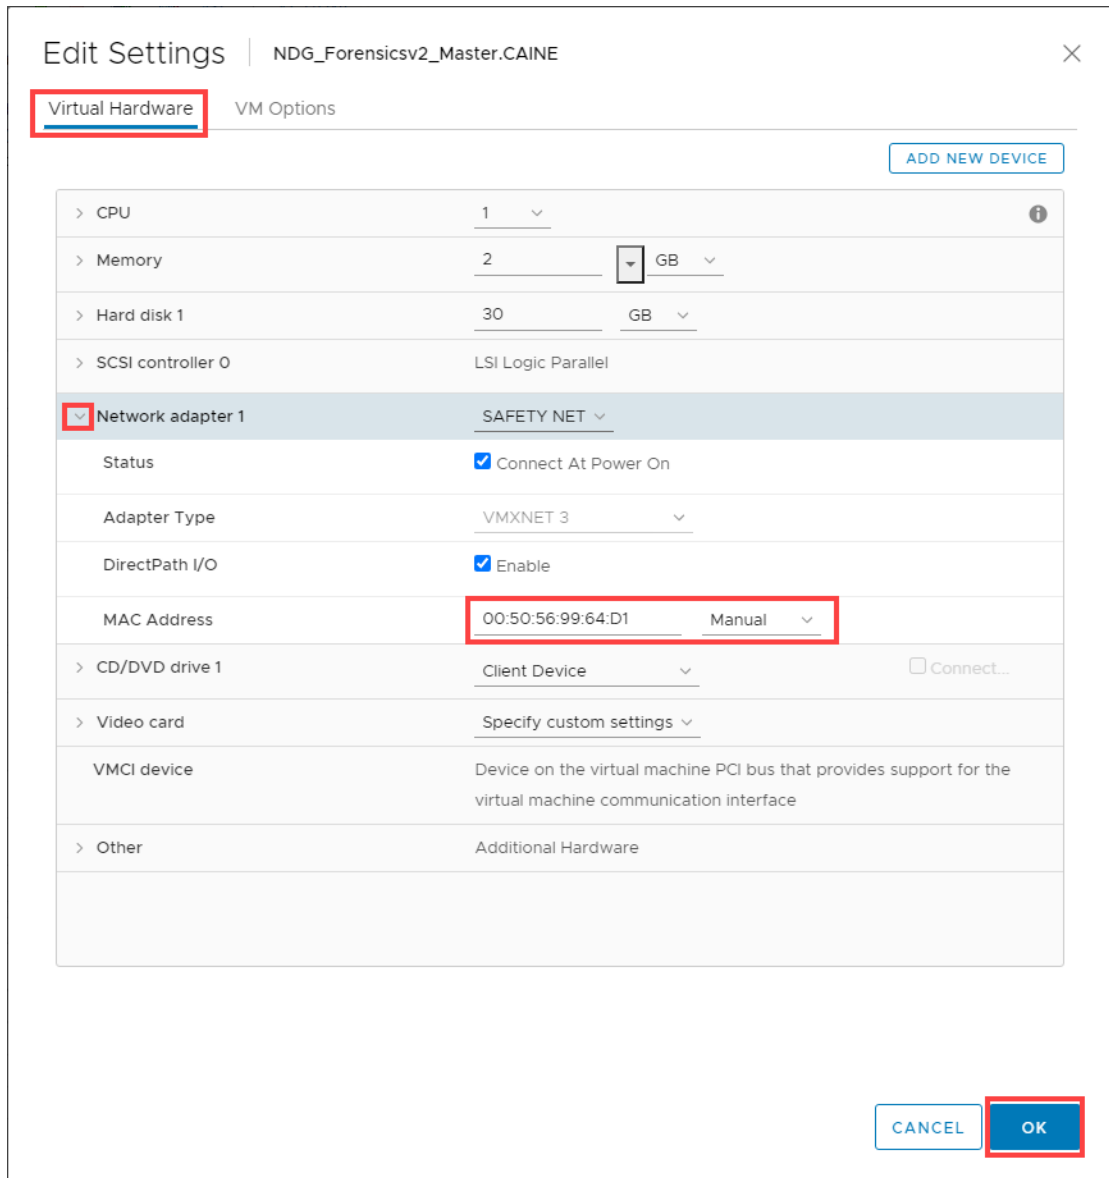 Edit Settings NDG_Forensicsv2_Master.CAINE
Virtual Hardware VM Options
ADD NEW DEVICE
CPU 1
Memory 2 GB
Hard disk 1 30 GB
SCSI controller 0 LSI Logic Parallel
Network adapter 1 SAFETY NET
Status Connect At Power On
Adapter Type VMXNET 3
DirectPath I/O Enable
MAC Address 00:50:56:99:64:D1 Manual
CD/DVD drive 1 Client Device Connect...
Video card Specify custom settings
VMCI device Device on the virtual machine PCI bus that provides support for the
virtual machine communication interface
Other Additional Hardware
CANCEL OK